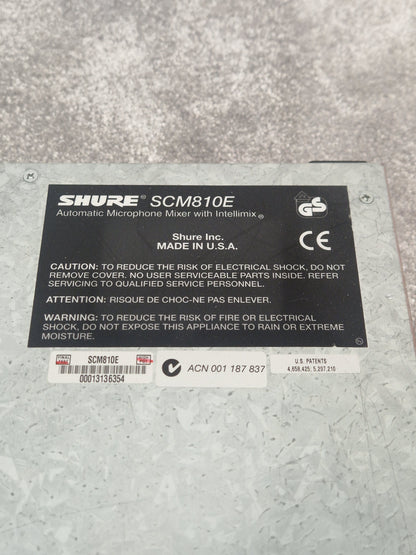 SHURE® SCM810E
Automatic Microphone Mixer with Intellimix®
GS
Shure Inc.
MADE IN U.S.A.
CE
CAUTION: TO REDUCE THE RISK OF ELECTRICAL SHOCK, DO NOT
REMOVE COVER. NO USER SERVICEABLE PARTS INSIDE. REFER
SERVICING TO QUALIFIED SERVICE PERSONNEL.
ATTENTION: RISQUE DE CHOC-NE PAS ENLEVER.
WARNING: TO REDUCE THE RISK OF FIRE OR ELECTRICAL
SHOCK, DO NOT EXPOSE THIS APPLIANCE TO RAIN OR EXTREME
MOISTURE.
SCM810E
00013136354
ACN 001 187 837
U.S. PATENTS
4,658,425; 5,297,210